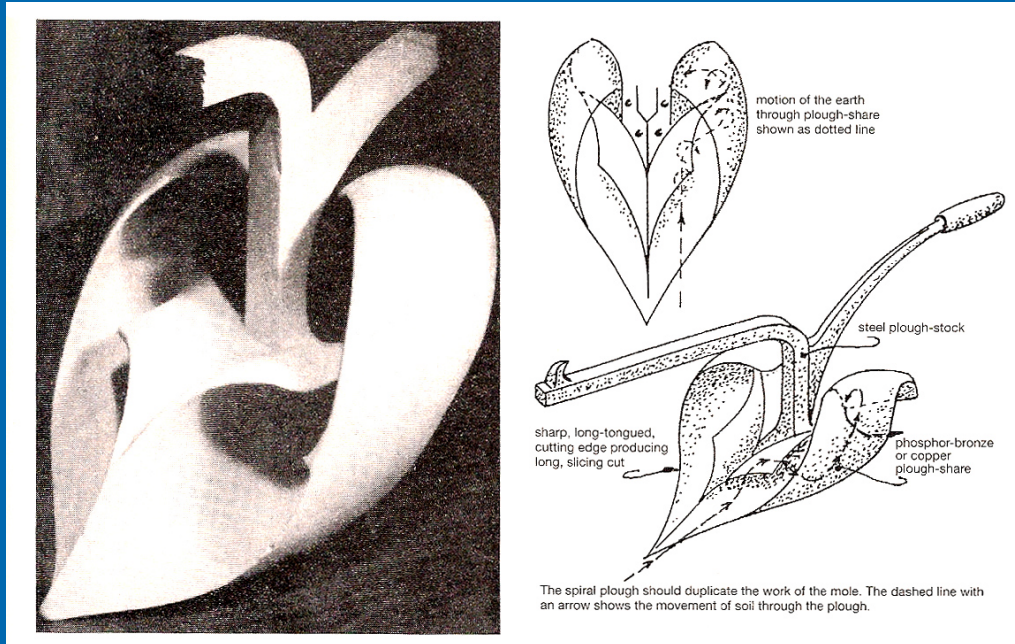 motion of the earth
through plough-share
shown as dotted line
steel plough-stock
sharp, long-tongued,
cutting edge producing
long, slicing cut
phosphor-bronze
or copper
plough-share
The spiral plough should duplicate the work of the mole. The dashed line with
an arrow shows the movement of soil through the plough.